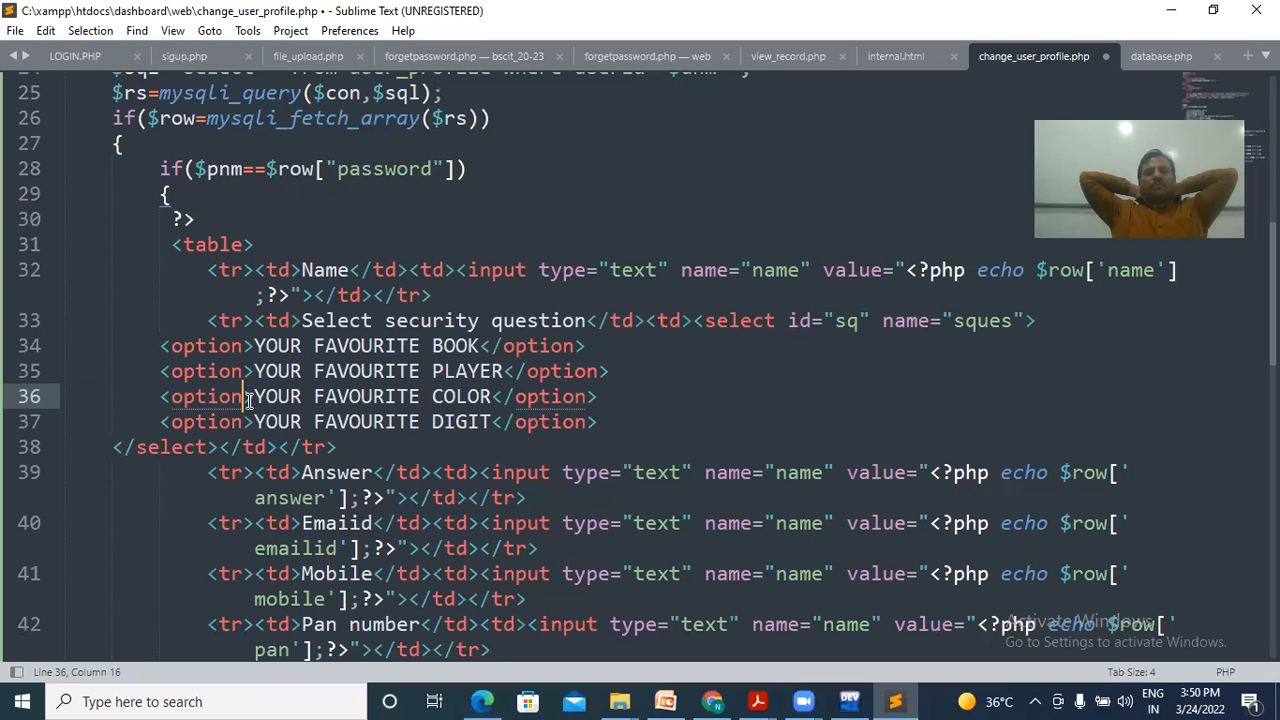 C:\xampp\htdocs\dashboard\web\change_user_profile.php • - Sublime Text (UNREGISTERED)
File Edit Selection Find View Goto Tools Project Preferences Help
LOGIN.PHP sigup.php file_upload.php forgetpassword.php — bscit_20-23 forgetpassword.php — web view_record.php internal.html change_user_profile.php database.php
25 $rs=mysqli_query($con,$sql);
26 if($row=mysqli_fetch_array($rs))
27 {
28 if($pnm==$row["password"])
29 {
30 ?>
31 <table>
32 <tr><td>Name</td><td><input type="text" name="name" value="<?php echo $row['name']
;?>"></td></tr>
33 <tr><td>Select security question</td><td><select id="sq" name="sques">
34 <option>YOUR FAVOURITE BOOK</option>
35 <option>YOUR FAVOURITE PLAYER</option>
36 <option>YOUR FAVOURITE COLOR</option>
37 <option>YOUR FAVOURITE DIGIT</option>
38 </select></td></tr>
39 <tr><td>Answer</td><td><input type="text" name="name" value="<?php echo $row['
answer'];?>"></td></tr>
40 <tr><td>Emaiid</td><td><input type="text" name="name" value="<?php echo $row['
emailid'];?>"></td></tr>
41 <tr><td>Mobile</td><td><input type="text" name="name" value="<?php echo $row['
mobile'];?>"></td></tr>
42 <tr><td>Pan number</td><td><input type="text" name="name" value="<?php echo $row['
pan'];?>"></td></tr>
Activate Windows
Go to Settings to activate Windows.
Line 36, Column 16 Tab Size: 4 PHP
Type here to search 36°C ENG IN 3:50 PM 3/24/2022